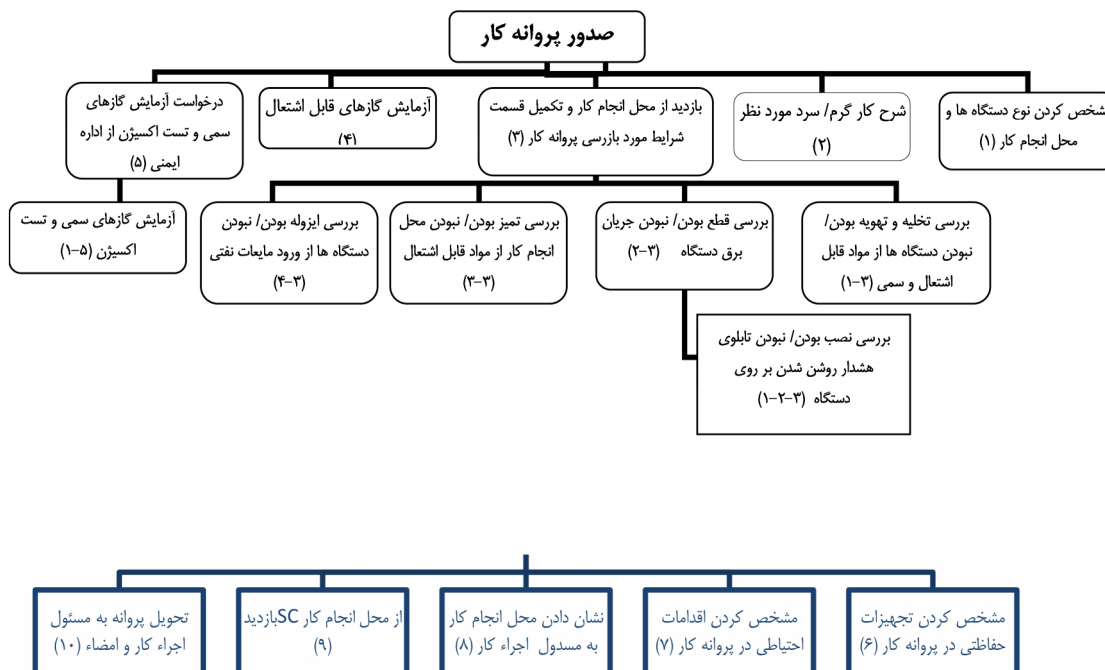 صدور پروانه کار
مشخص کردن نوع دستگاه ها و
محل انجام کار (۱)
شرح کار گرم/ سرد مورد نظر
(۲)
بازدید از محل انجام کار و تکمیل قسمت
شرایط مورد بازرسی پروانه کار (۳)
آزمایش گازهای قابل اشتعال
(۴)
درخواست آزمایش گازهای
سمی و تست اکسیژن از اداره
ایمنی (۵)
بررسی تخلیه و تهویه بودن/
نبودن دستگاه ها از مواد قابل
اشتعال و سمی (۳-۱)
بررسی قطع بودن/ نبودن جریان
برق دستگاه (۳-۲)
بررسی تمیز بودن/ نبودن محل
انجام کار از مواد قابل اشتعال
(۳-۳)
بررسی ایزوله بودن/ نبودن
دستگاه ها از ورود مایعات نفتی
(۳-۴)
آزمایش گازهای سمی و تست
اکسیژن (۵-۱)
بررسی نصب بودن/ نبودن تابلوی
هشدار روشن شدن بر روی
دستگاه (۳-۲-۱)
مشخص کردن تجهیزات
حفاظتی در پروانه کار (۶)
مشخص کردن اقدامات
احتیاطی در پروانه کار (۷)
نشان دادن محل انجام کار
به مسدول اجراء کار (۸)
از محل انجام کار SCبازدید
(۹)
تحویل پروانه به مسئول
اجراء کار و امضاء (۱۰)